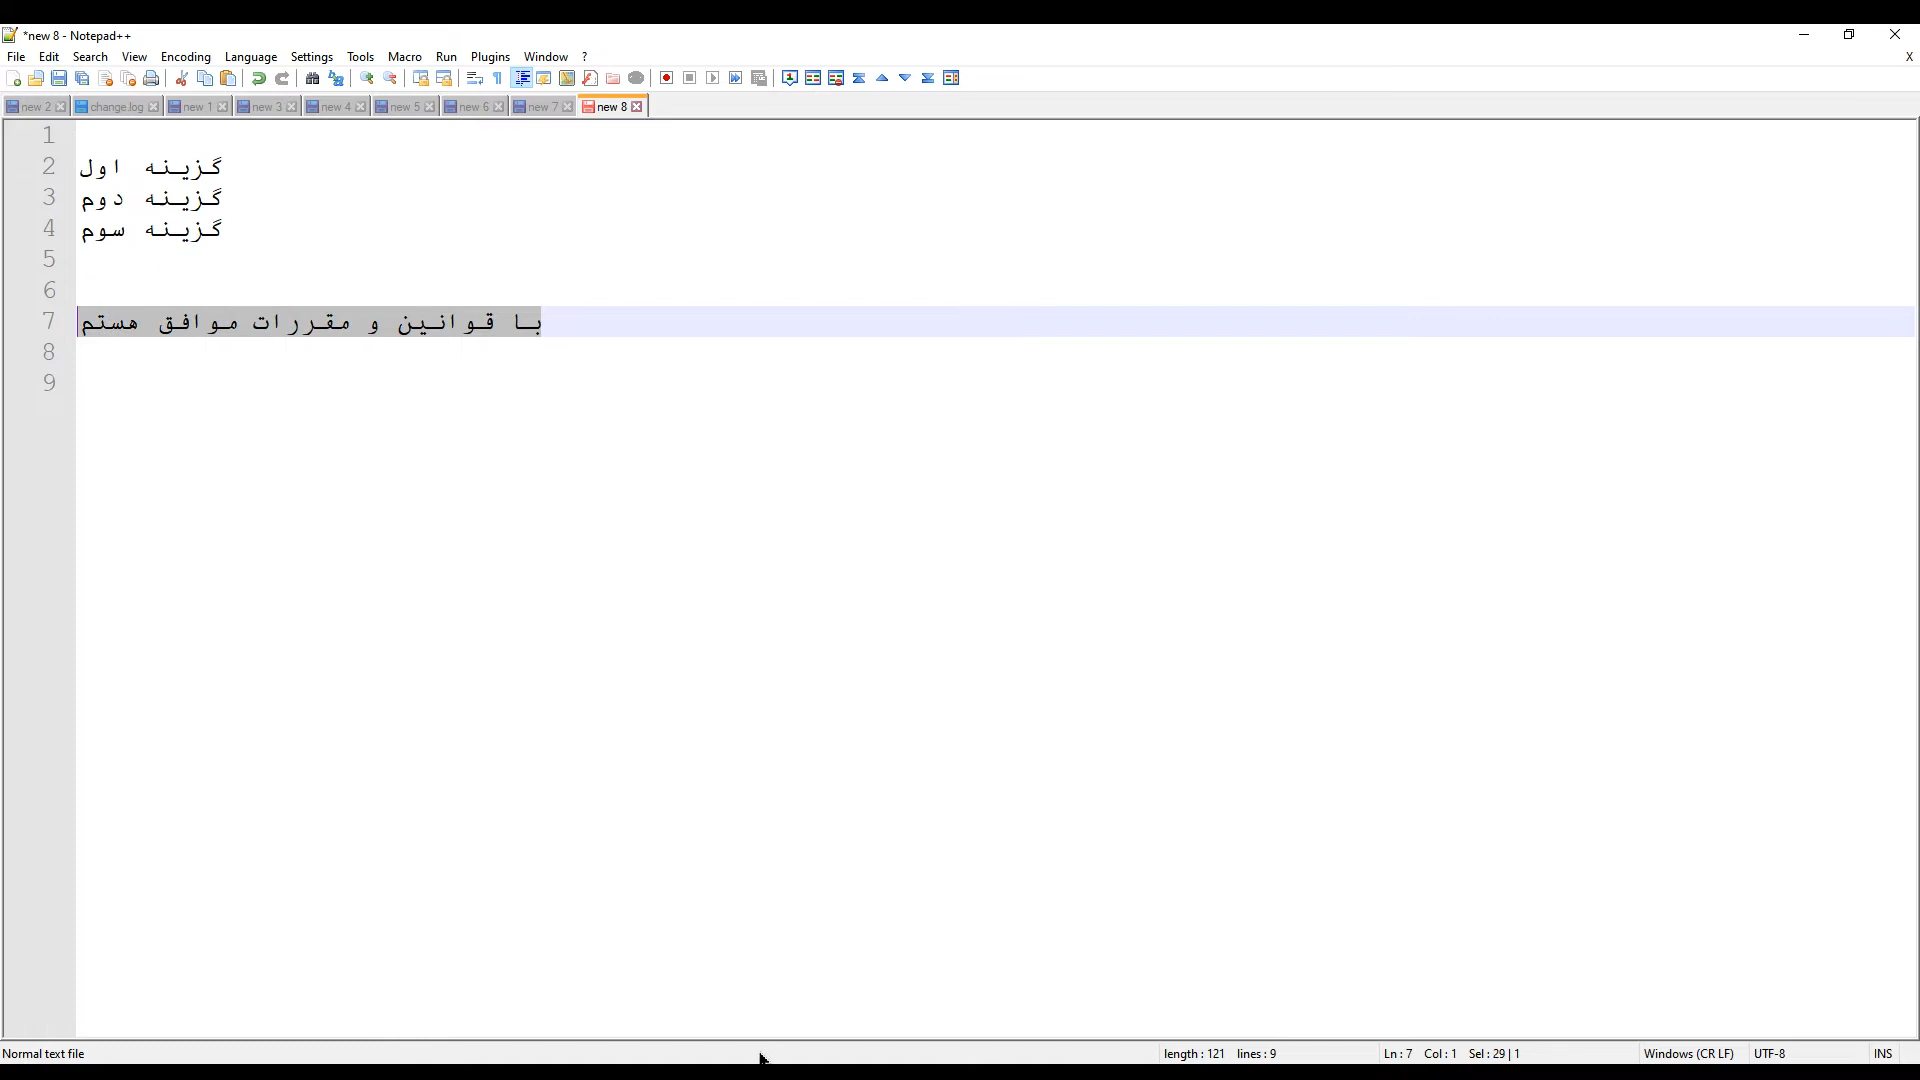 *new 8 - Notepad++
File Edit Search View Encoding Language Settings Tools Macro Run Plugins Window ?
X
new 2 change.log new 1 new 3 new 4 new 5 new 6 new 7 new 8
1
2 گزینه اول
3 گزینه دوم
4 گزینه سوم
5
6
7 با قوانین و مقررات موافق هستم
8
9
Normal text file length : 121 lines : 9 Ln : 7 Col : 1 Sel : 29 | 1 Windows (CR LF) UTF-8 INS